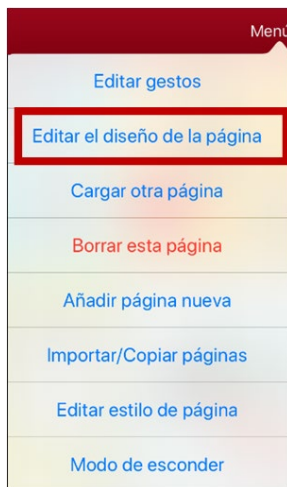 Menú
Editar gestos
Editar el diseño de la página
Cargar otra página
Borrar esta página
Añadir página nueva
Importar/Copiar páginas
Editar estilo de página
Modo de esconder